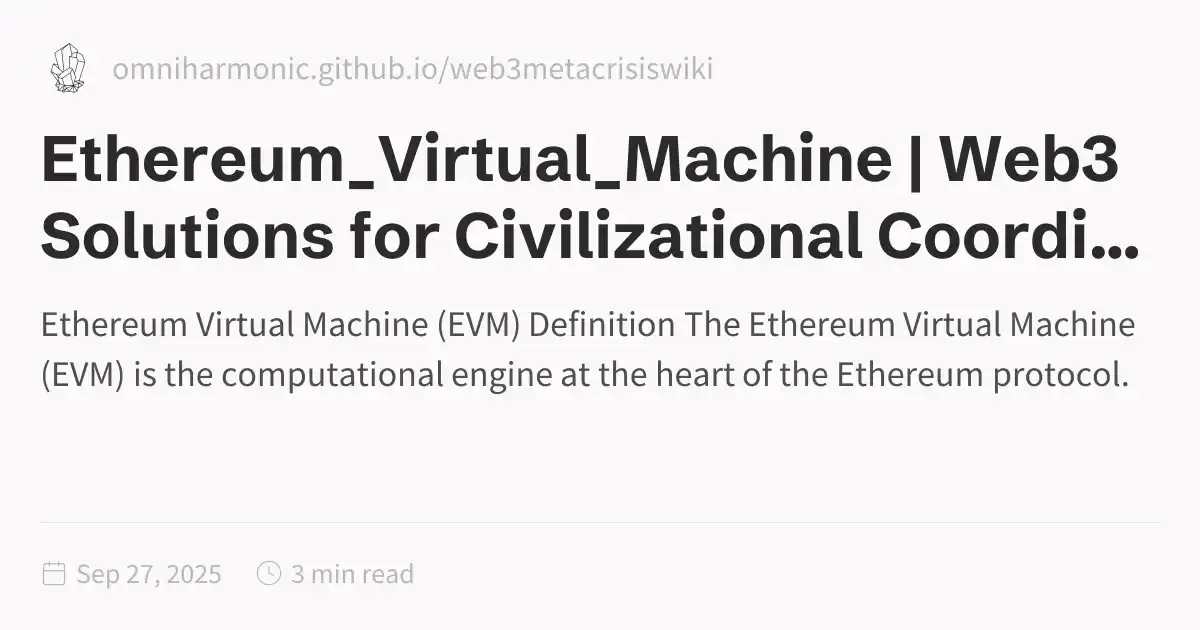 omniharmonic.github.io/web3metacrisiswiki
Ethereum_Virtual_Machine | Web3
Solutions for Civilizational Coordi...
Ethereum Virtual Machine (EVM) Definition The Ethereum Virtual Machine
(EVM) is the computational engine at the heart of the Ethereum protocol.
Sep 27, 2025 3 min read